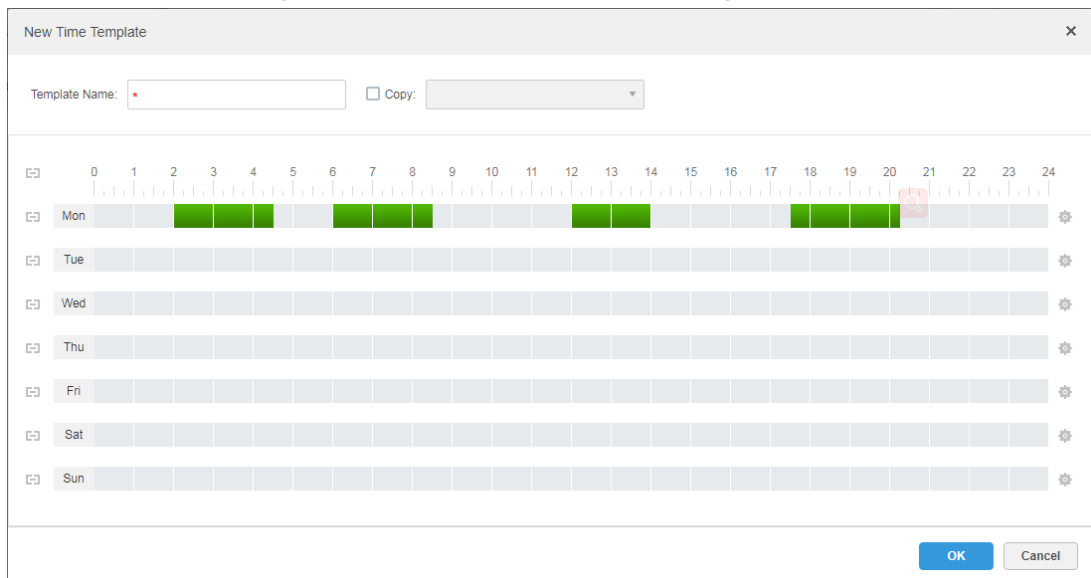 New Time Template
Template Name: * Copy:
0 1 2 3 4 5 6 7 8 9 10 11 12 13 14 15 16 17 18 19 20 21 22 23 24
Mon
Tue
Wed
Thu
Fri
Sat
Sun
OK Cancel